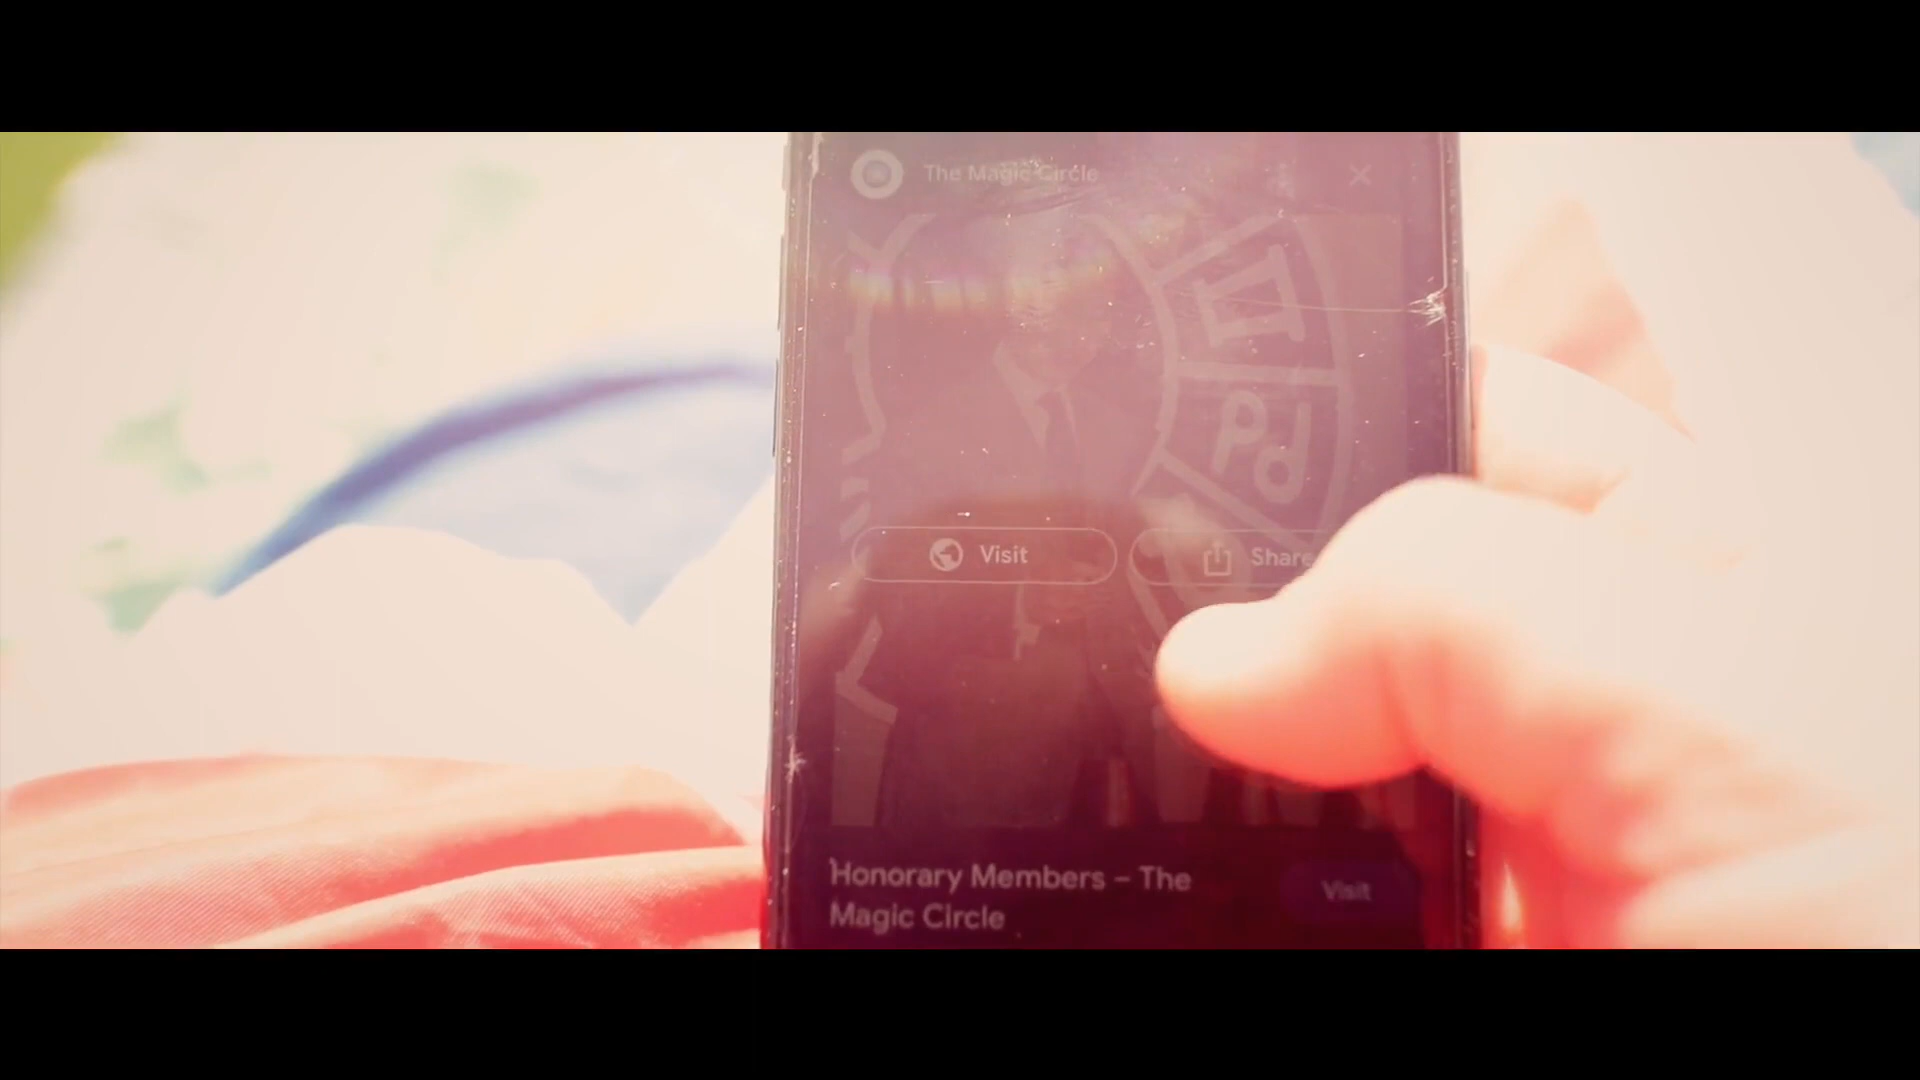 The Magic Circle
Visit
Share
Honorary Members – The
Magic Circle
Visit